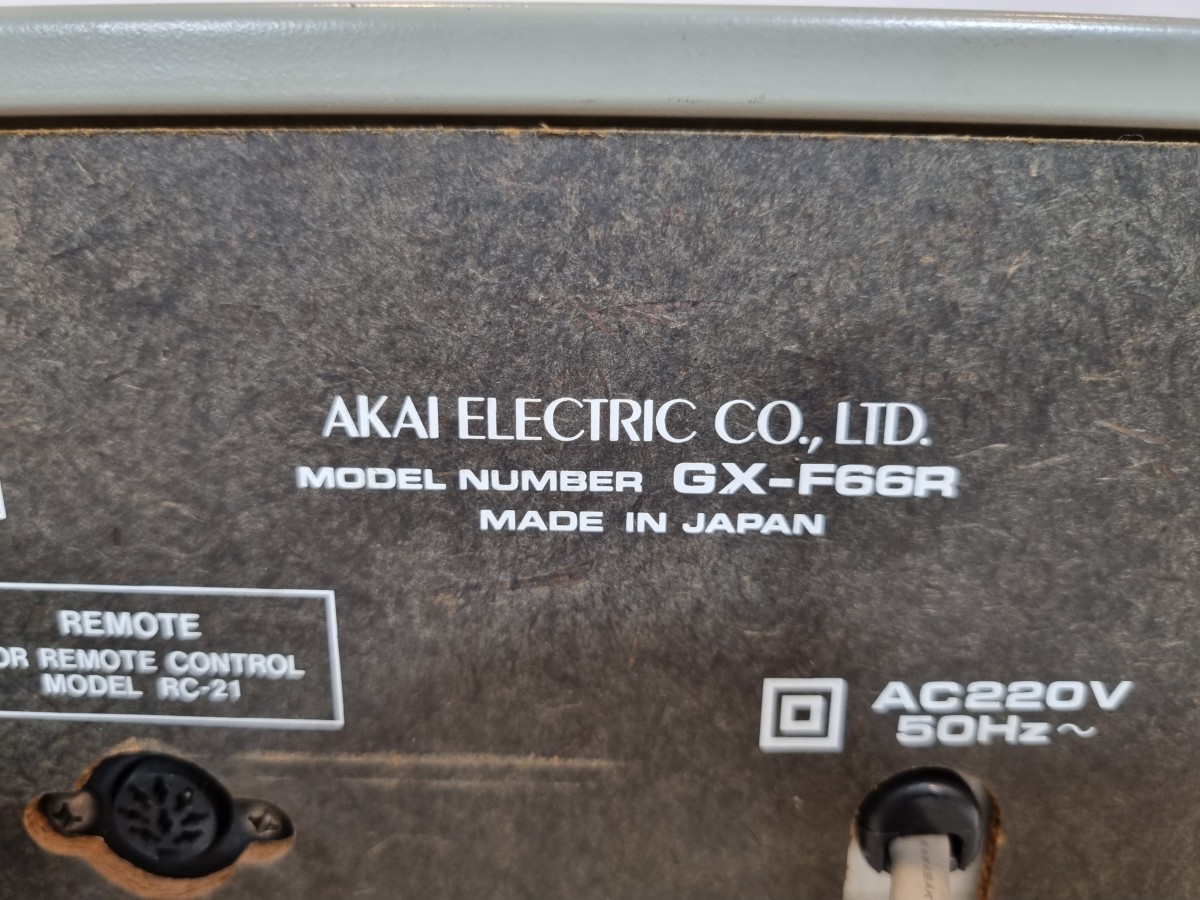 AKAI ELECTRIC CO., LTD.
MODEL NUMBER GX-F66R
MADE IN JAPAN
REMOTE
OR REMOTE CONTROL
MODEL RC-21
AC220V
50Hz~